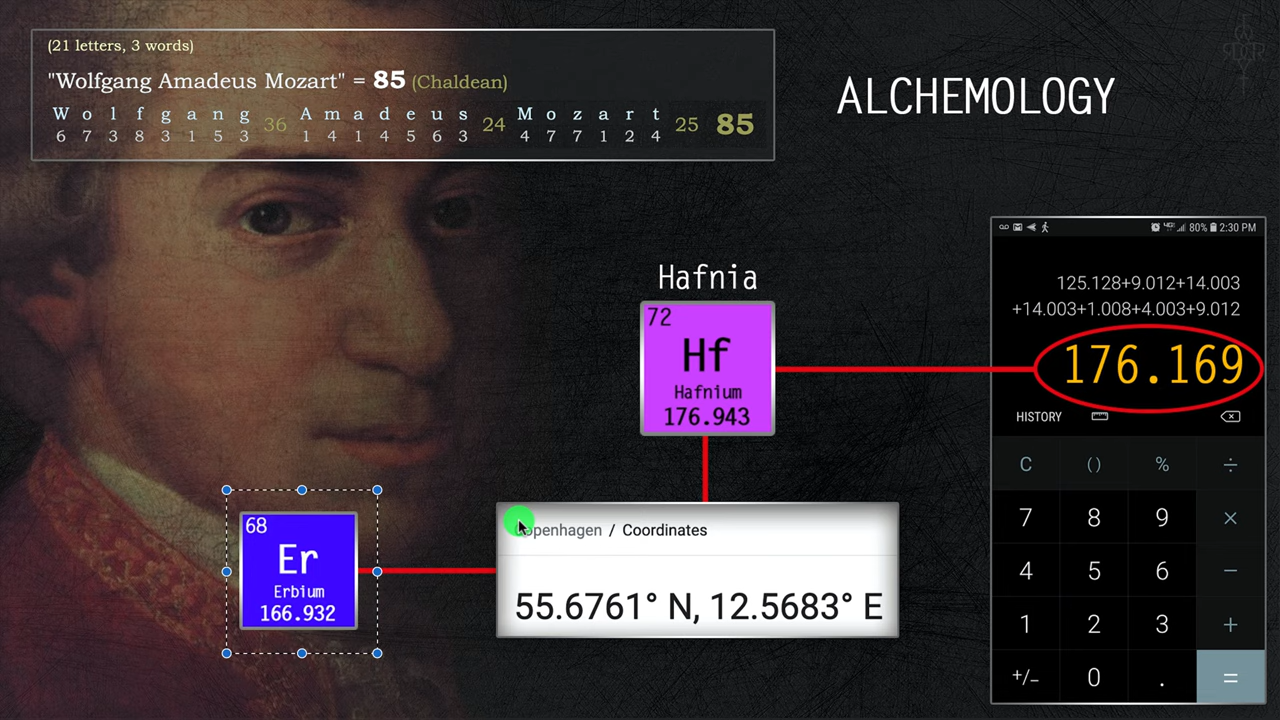 (21 letters, 3 words)
"Wolfgang Amadeus Mozart" = 85 (Chaldean)
W o l f g a n g A m a d e u s M o z a r t
6 7 3 8 3 1 5 3 36 1 4 1 4 5 6 3 24 4 7 7 1 2 4 25 85
ALCHEMOLOGY
80% 2:30 PM
125.128+9.012+14.003
+14.003+1.008+4.003+9.012
176.169
HISTORY
C () % ÷
7 8 9 ×
4 5 6 −
1 2 3 +
+/− 0 . =
Hafnia
72
Hf
Hafnium
176.943
68
Er
Erbium
166.932
Copenhagen / Coordinates
55.6761° N, 12.5683° E